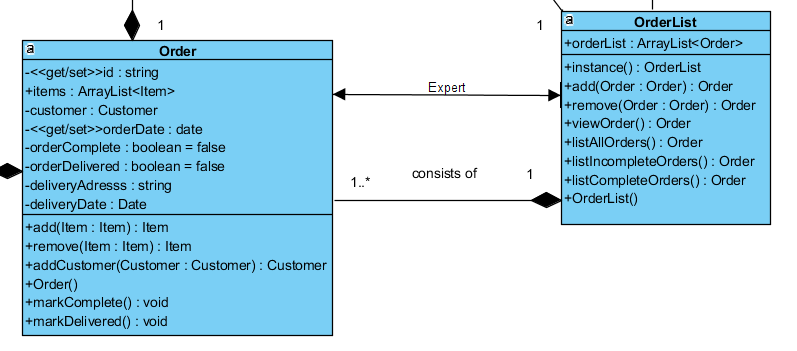 1
a
Order
-<<get/set>>id : string
+items : ArrayList<Item>
-customer : Customer
-<<get/set>>orderDate : date
-orderComplete : boolean = false
-orderDelivered : boolean = false
-deliveryAdresss : string
-deliveryDate : Date
+add(Item : Item) : Item
+remove(Item : Item) : Item
+addCustomer(Customer : Customer) : Customer
+Order()
+markComplete() : void
+markDelivered() : void
Expert
1..*
consists of
1
1
a
OrderList
+orderList : ArrayList<Order>
+instance() : OrderList
+add(Order : Order) : Order
+remove(Order : Order) : Order
+viewOrder() : Order
+listAllOrders() : Order
+listIncompleteOrders() : Order
+listCompleteOrders() : Order
+OrderList()